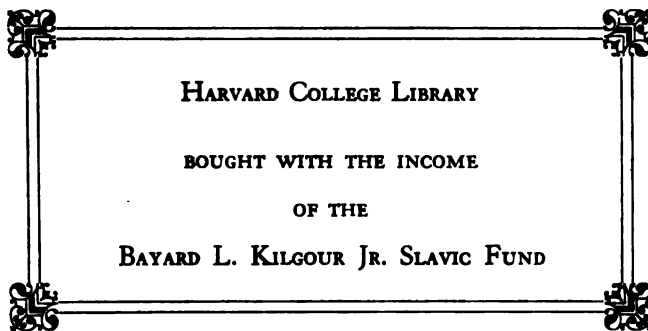 HARVARD COLLEGE LIBRARY
BOUGHT WITH THE INCOME
OF THE
BAYARD L. KILGOUR JR. SLAVIC FUND